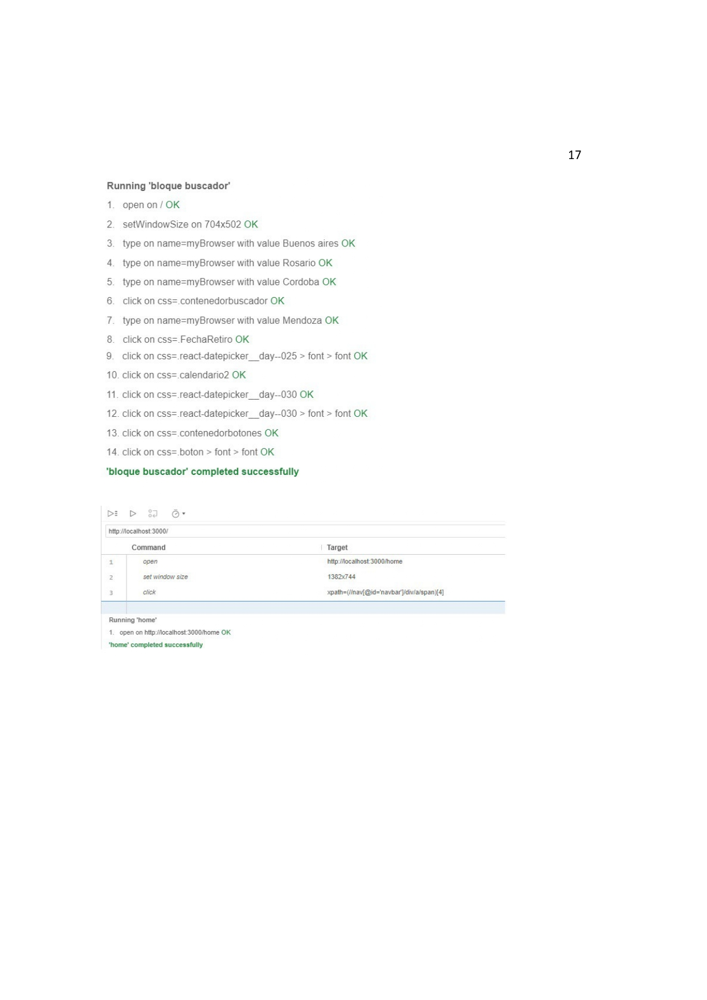 17
Running 'bloque buscador'
1. open on / OK
2. setWindowSize on 704x502 OK
3. type on name=myBrowser with value Buenos aires OK
4. type on name=myBrowser with value Rosario OK
5. type on name=myBrowser with value Cordoba OK
6. click on css=.contenedorbuscador OK
7. type on name=myBrowser with value Mendoza OK
8. click on css=.FechaRetiro OK
9. click on css=.react-datepicker__day--025 > font > font OK
10. click on css=.calendario2 OK
11. click on css=.react-datepicker__day--030 OK
12. click on css=.react-datepicker__day--030 > font > font OK
13. click on css=.contenedorbotones OK
14. click on css=.boton > font > font OK
'bloque buscador' completed successfully
http://localhost:3000/
Command Target
1 open http://localhost:3000/home
2 set window size 1382x744
3 click xpath=(//nav[@id='navbar']/div/a/span)[4]
Running 'home'
1. open on http://localhost:3000/home OK
'home' completed successfully